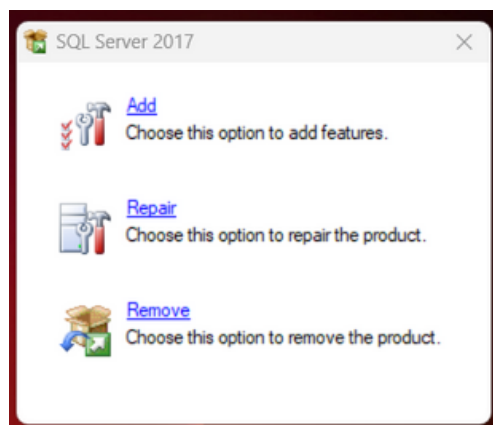 SQL Server 2017
Add
Choose this option to add features.
Repair
Choose this option to repair the product.
Remove
Choose this option to remove the product.